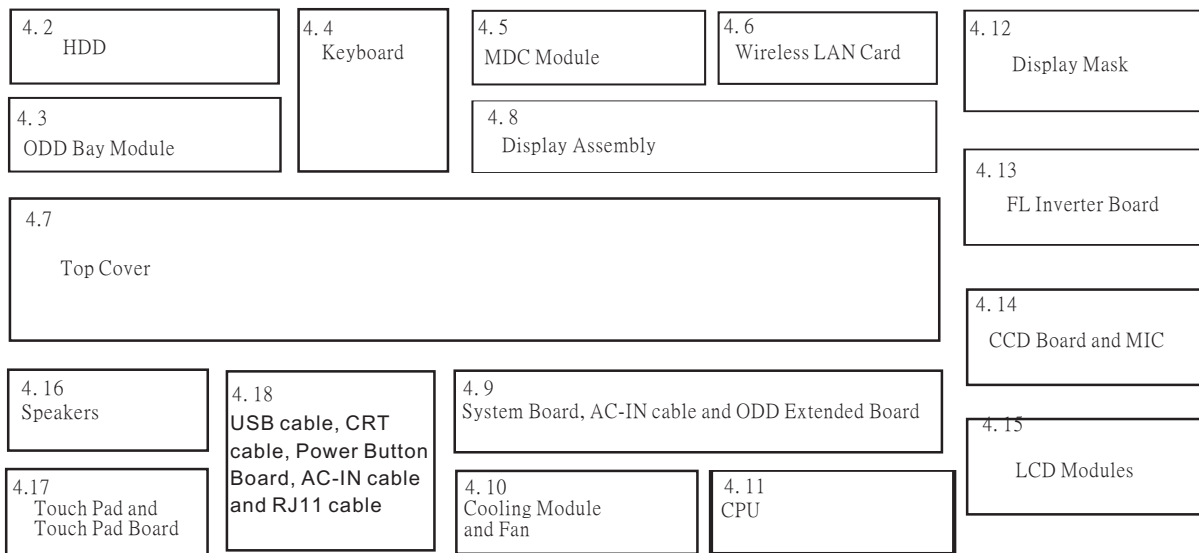 4.2
HDD
4.3
ODD Bay Module
4.4
Keyboard
4.5
MDC Module
4.6
Wireless LAN Card
4.8
Display Assembly
4.12
Display Mask
4.13
FL Inverter Board
4.7
Top Cover
4.14
CCD Board and MIC
4.16
Speakers
4.17
Touch Pad and
Touch Pad Board
4.18
USB cable, CRT
cable, Power Button
Board, AC-IN cable
and RJ11 cable
4.9
System Board, AC-IN cable and ODD Extended Board
4.10
Cooling Module
and Fan
4.11
CPU
4.15
LCD Modules